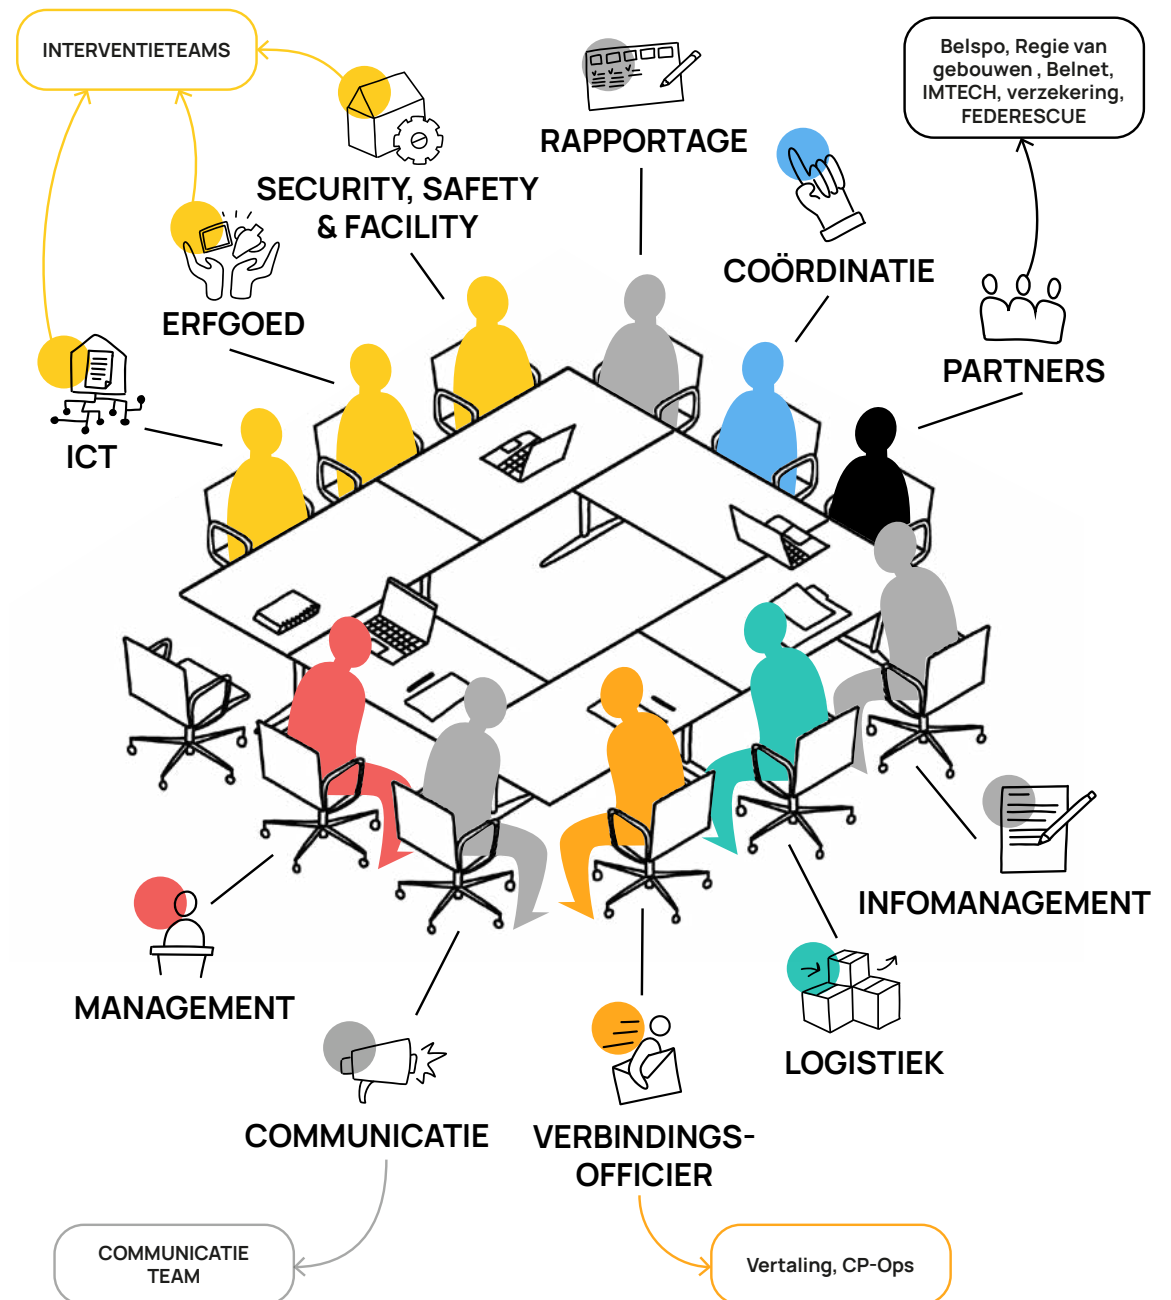 INTERVENTIETEAMS
Belspo, Regie van
gebouwen , Belnet,
IMTECH, verzekering,
FEDERESCUE
RAPPORTAGE
SECURITY, SAFETY
& FACILITY
COÖRDINATIE
ERFGOED
PARTNERS
ICT
INFOMANAGEMENT
MANAGEMENT
LOGISTIEK
COMMUNICATIE
VERBINDINGS-
OFFICIER
COMMUNICATIE
TEAM
Vertaling, CP-Ops